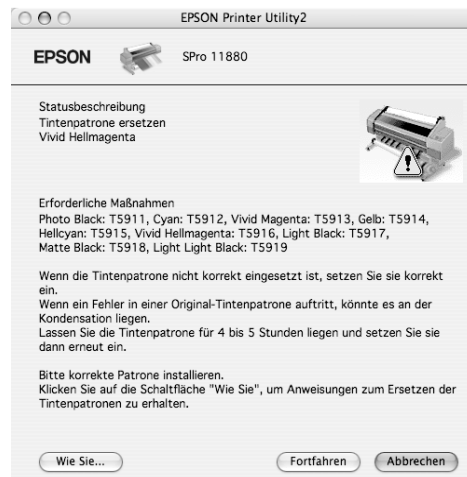 EPSON Printer Utility2
EPSON
SPro 11880
Statusbeschreibung
Tintenpatrone ersetzen
Vivid Hellmagenta
Erforderliche Maßnahmen
Photo Black: T5911, Cyan: T5912, Vivid Magenta: T5913, Gelb: T5914,
Hellcyan: T5915, Vivid Hellmagenta: T5916, Light Black: T5917,
Matte Black: T5918, Light Light Black: T5919
Wenn die Tintenpatrone nicht korrekt eingesetzt ist, setzen Sie sie korrekt
ein.
Wenn ein Fehler in einer Original-Tintenpatrone auftritt, könnte es an der
Kondensation liegen.
Lassen Sie die Tintenpatrone für 4 bis 5 Stunden liegen und setzen Sie sie
dann erneut ein.
Bitte korrekte Patrone installieren.
Klicken Sie auf die Schaltfläche "Wie Sie", um Anweisungen zum Ersetzen der
Tintenpatronen zu erhalten.
Wie Sie...
Fortfahren
Abbrechen